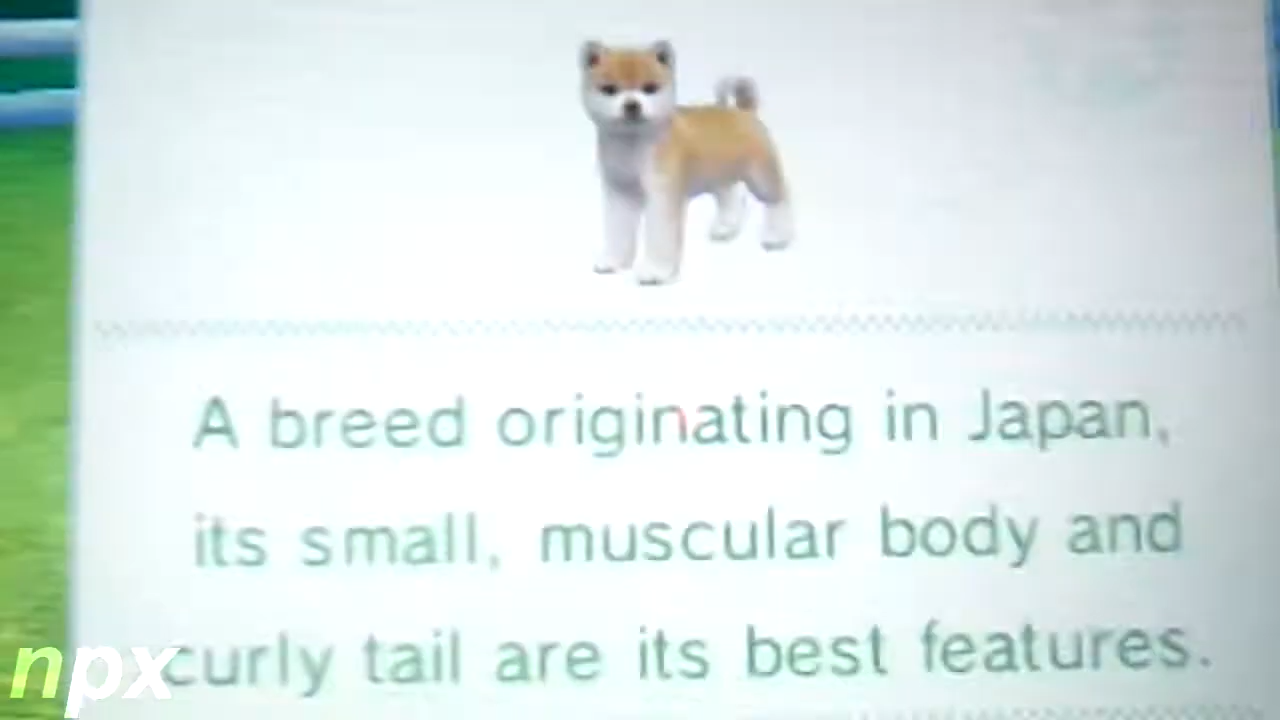 A breed originating in Japan,
its small, muscular body and
curly tail are its best features.
npx